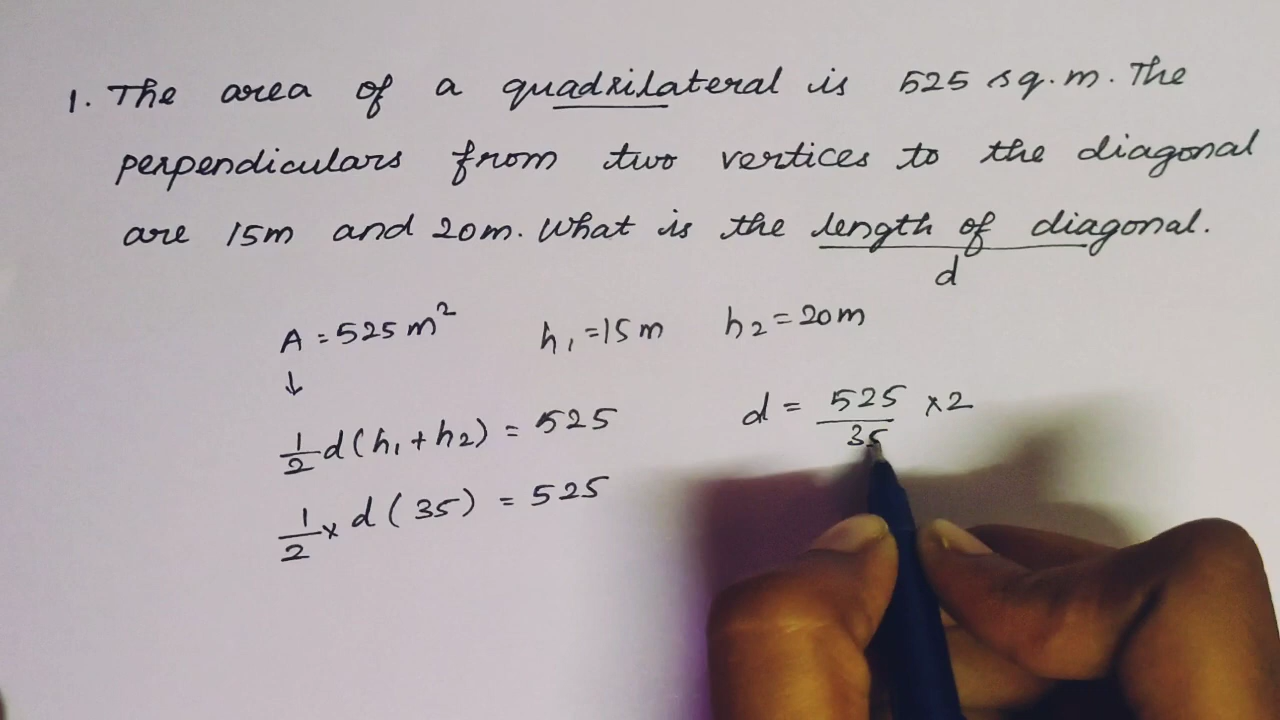 1. The area of a quadrilateral is 525 sq.m. The
perpendiculars from two vertices to the diagonal
are 15m and 20m. What is the length of diagonal.
d
A = 525 m² h₁ = 15 m h₂ = 20m
↓
1/2 d(h₁ + h₂) = 525
1/2 × d (35) = 525
d = 525/35 × 2